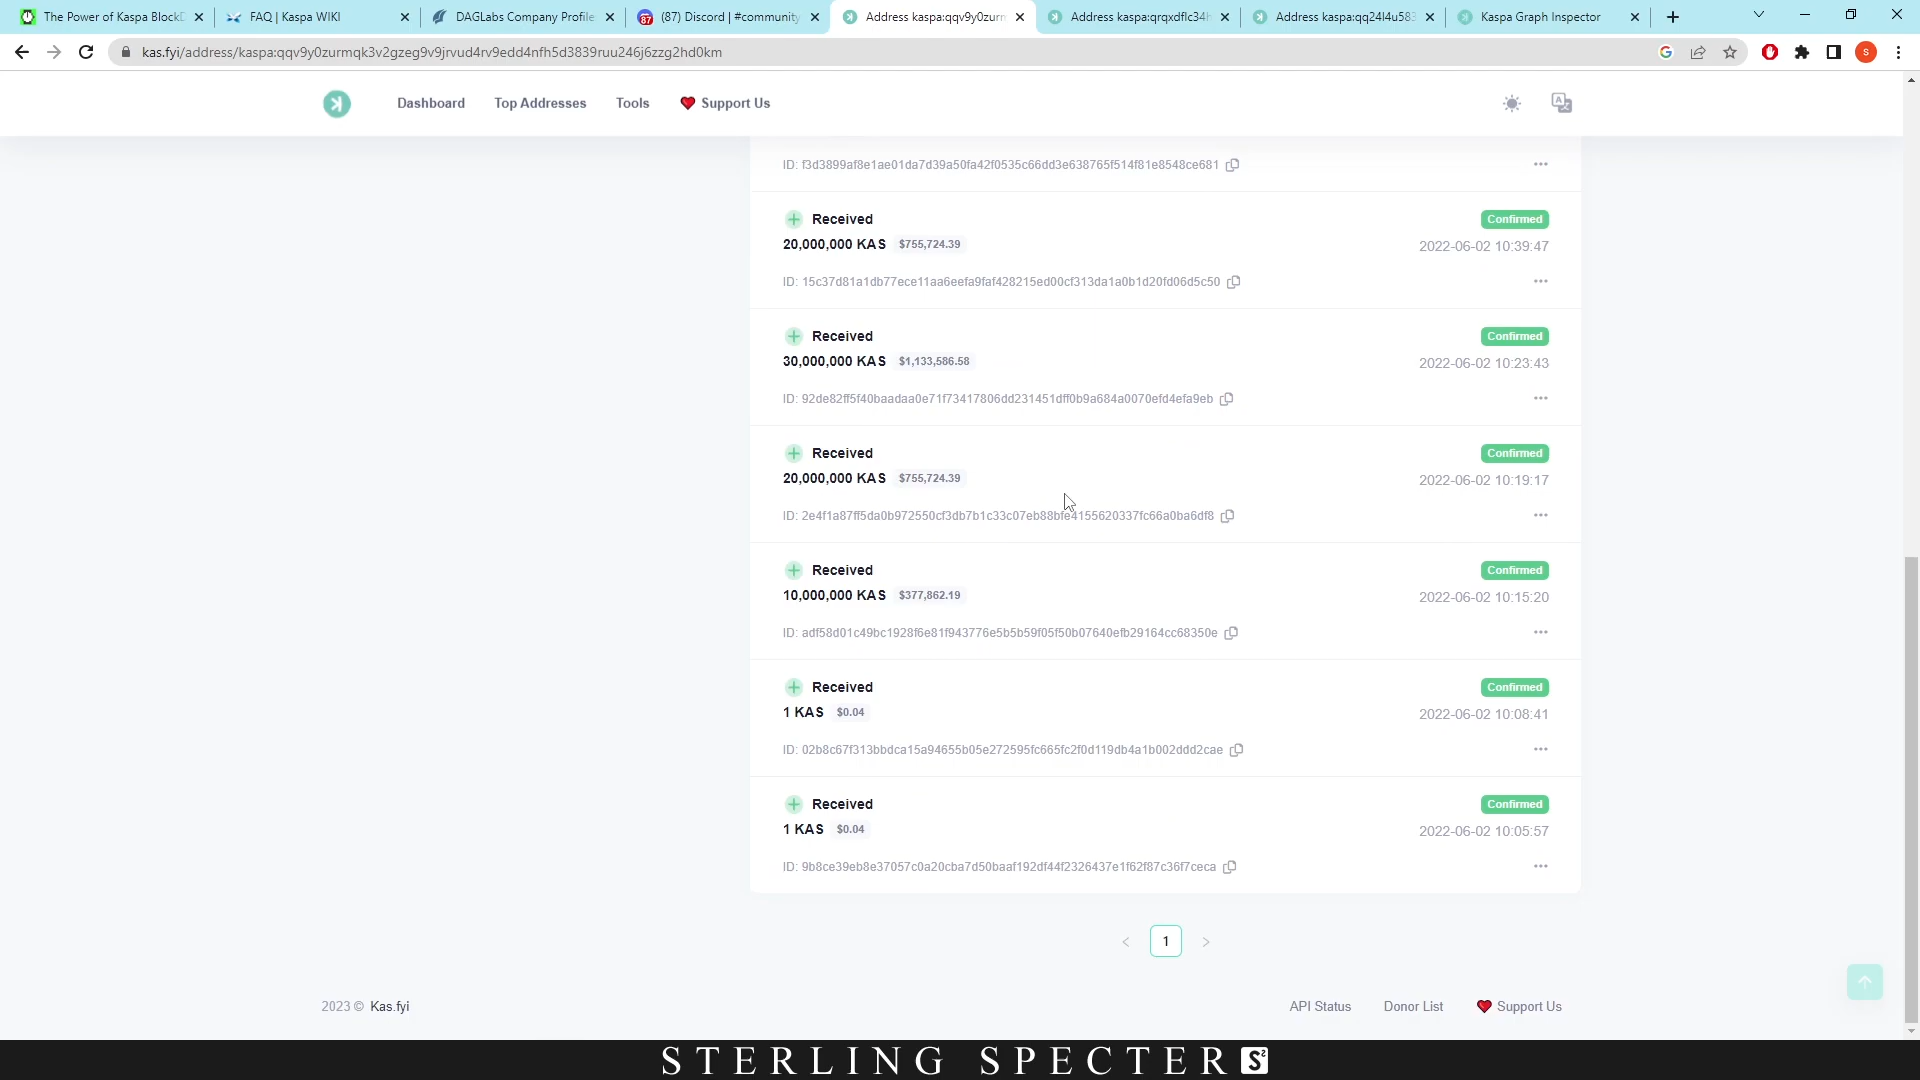 The Power of Kaspa BlockD
FAQ | Kaspa WIKI
DAGLabs Company Profile:
(87) Discord | #community
Address kaspa:qqv9y0zurm
Address kaspa:qrqxdflc34h
Address kaspa:qq24l4u583
Kaspa Graph Inspector
kas.fyi/address/kaspa:qqv9y0zurmqk3v2gzeg9v9jrvud4rv9edd4nfh5d3839ruu246j6zzg2hd0km
Dashboard
Top Addresses
Tools
Support Us
ID: f3d3899af8e1ae01da7d39a50fa42f0535c66dd3e638765f514f81e8548ce681
Received
Confirmed
20,000,000 KAS $755,724.39
2022-06-02 10:39:47
ID: 15c37d81a1db77ece11aa6eefa9faf428215ed00cf313da1a0b1d20fd06d5c50
Received
Confirmed
30,000,000 KAS $1,133,586.58
2022-06-02 10:23:43
ID: 92de82ff5f40baadaa0e71f73417806dd231451dff0b9a684a0070efd4efa9eb
Received
Confirmed
20,000,000 KAS $755,724.39
2022-06-02 10:19:17
ID: 2e4f1a87ff5da0b972550cf3db7b1c33c07eb88bfe4155620337fc66a0ba6df8
Received
Confirmed
10,000,000 KAS $377,862.19
2022-06-02 10:15:20
ID: adf58d01c49bc1928f6e81f943776e5b5b59f05f50b07640efb29164cc68350e
Received
Confirmed
1 KAS $0.04
2022-06-02 10:08:41
ID: 02b8c67f313bbdca15a94655b05e272595fc665fc2f0d119db4a1b002ddd2cae
Received
Confirmed
1 KAS $0.04
2022-06-02 10:05:57
ID: 9b8ce39eb8e37057c0a20cba7d50baaf192df44f2326437e1f62f87c36f7ceca
1
2023 © Kas.fyi
API Status
Donor List
Support Us
STERLING SPECTER